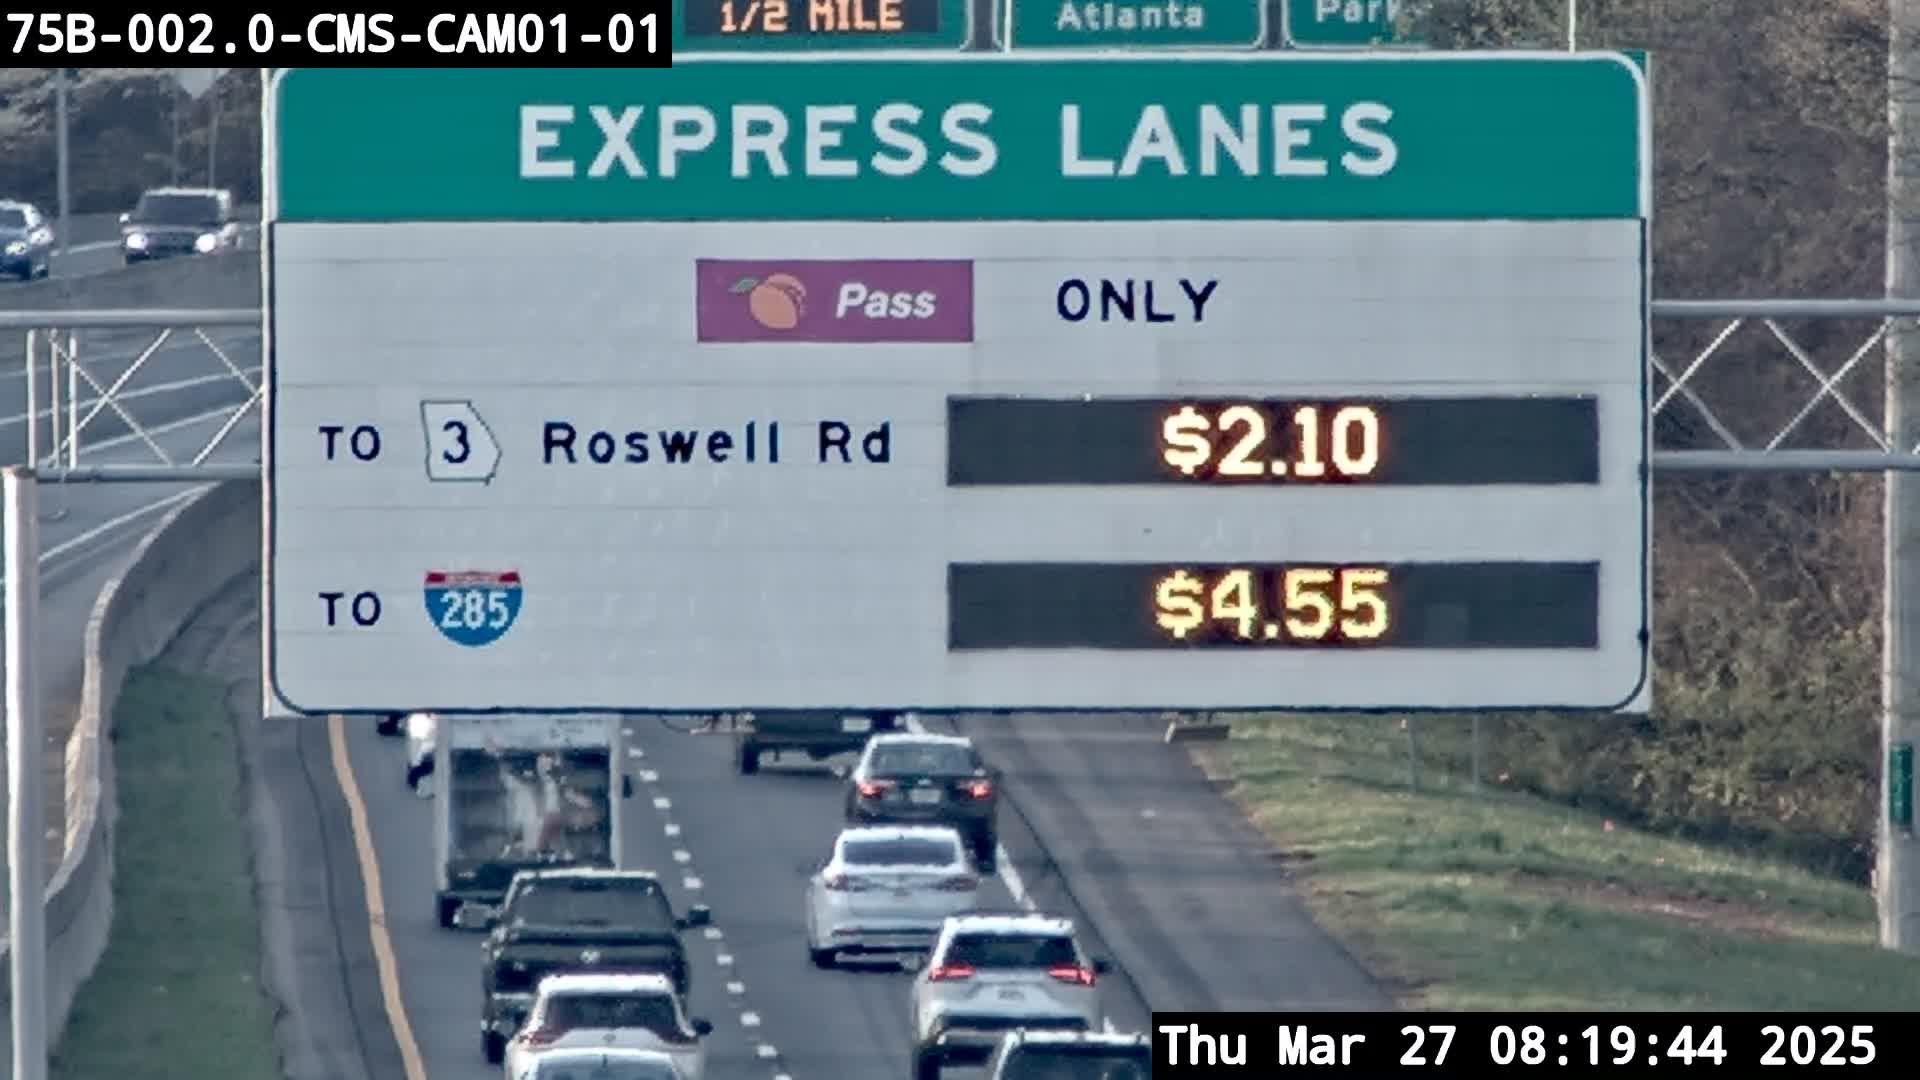 75B-002.0-CMS-CAM01-01
1/2 MILE
Atlanta
EXPRESS LANES
Pass ONLY
TO 3 Roswell Rd $2.10
TO 285 $4.55
Thu Mar 27 08:19:44 2025